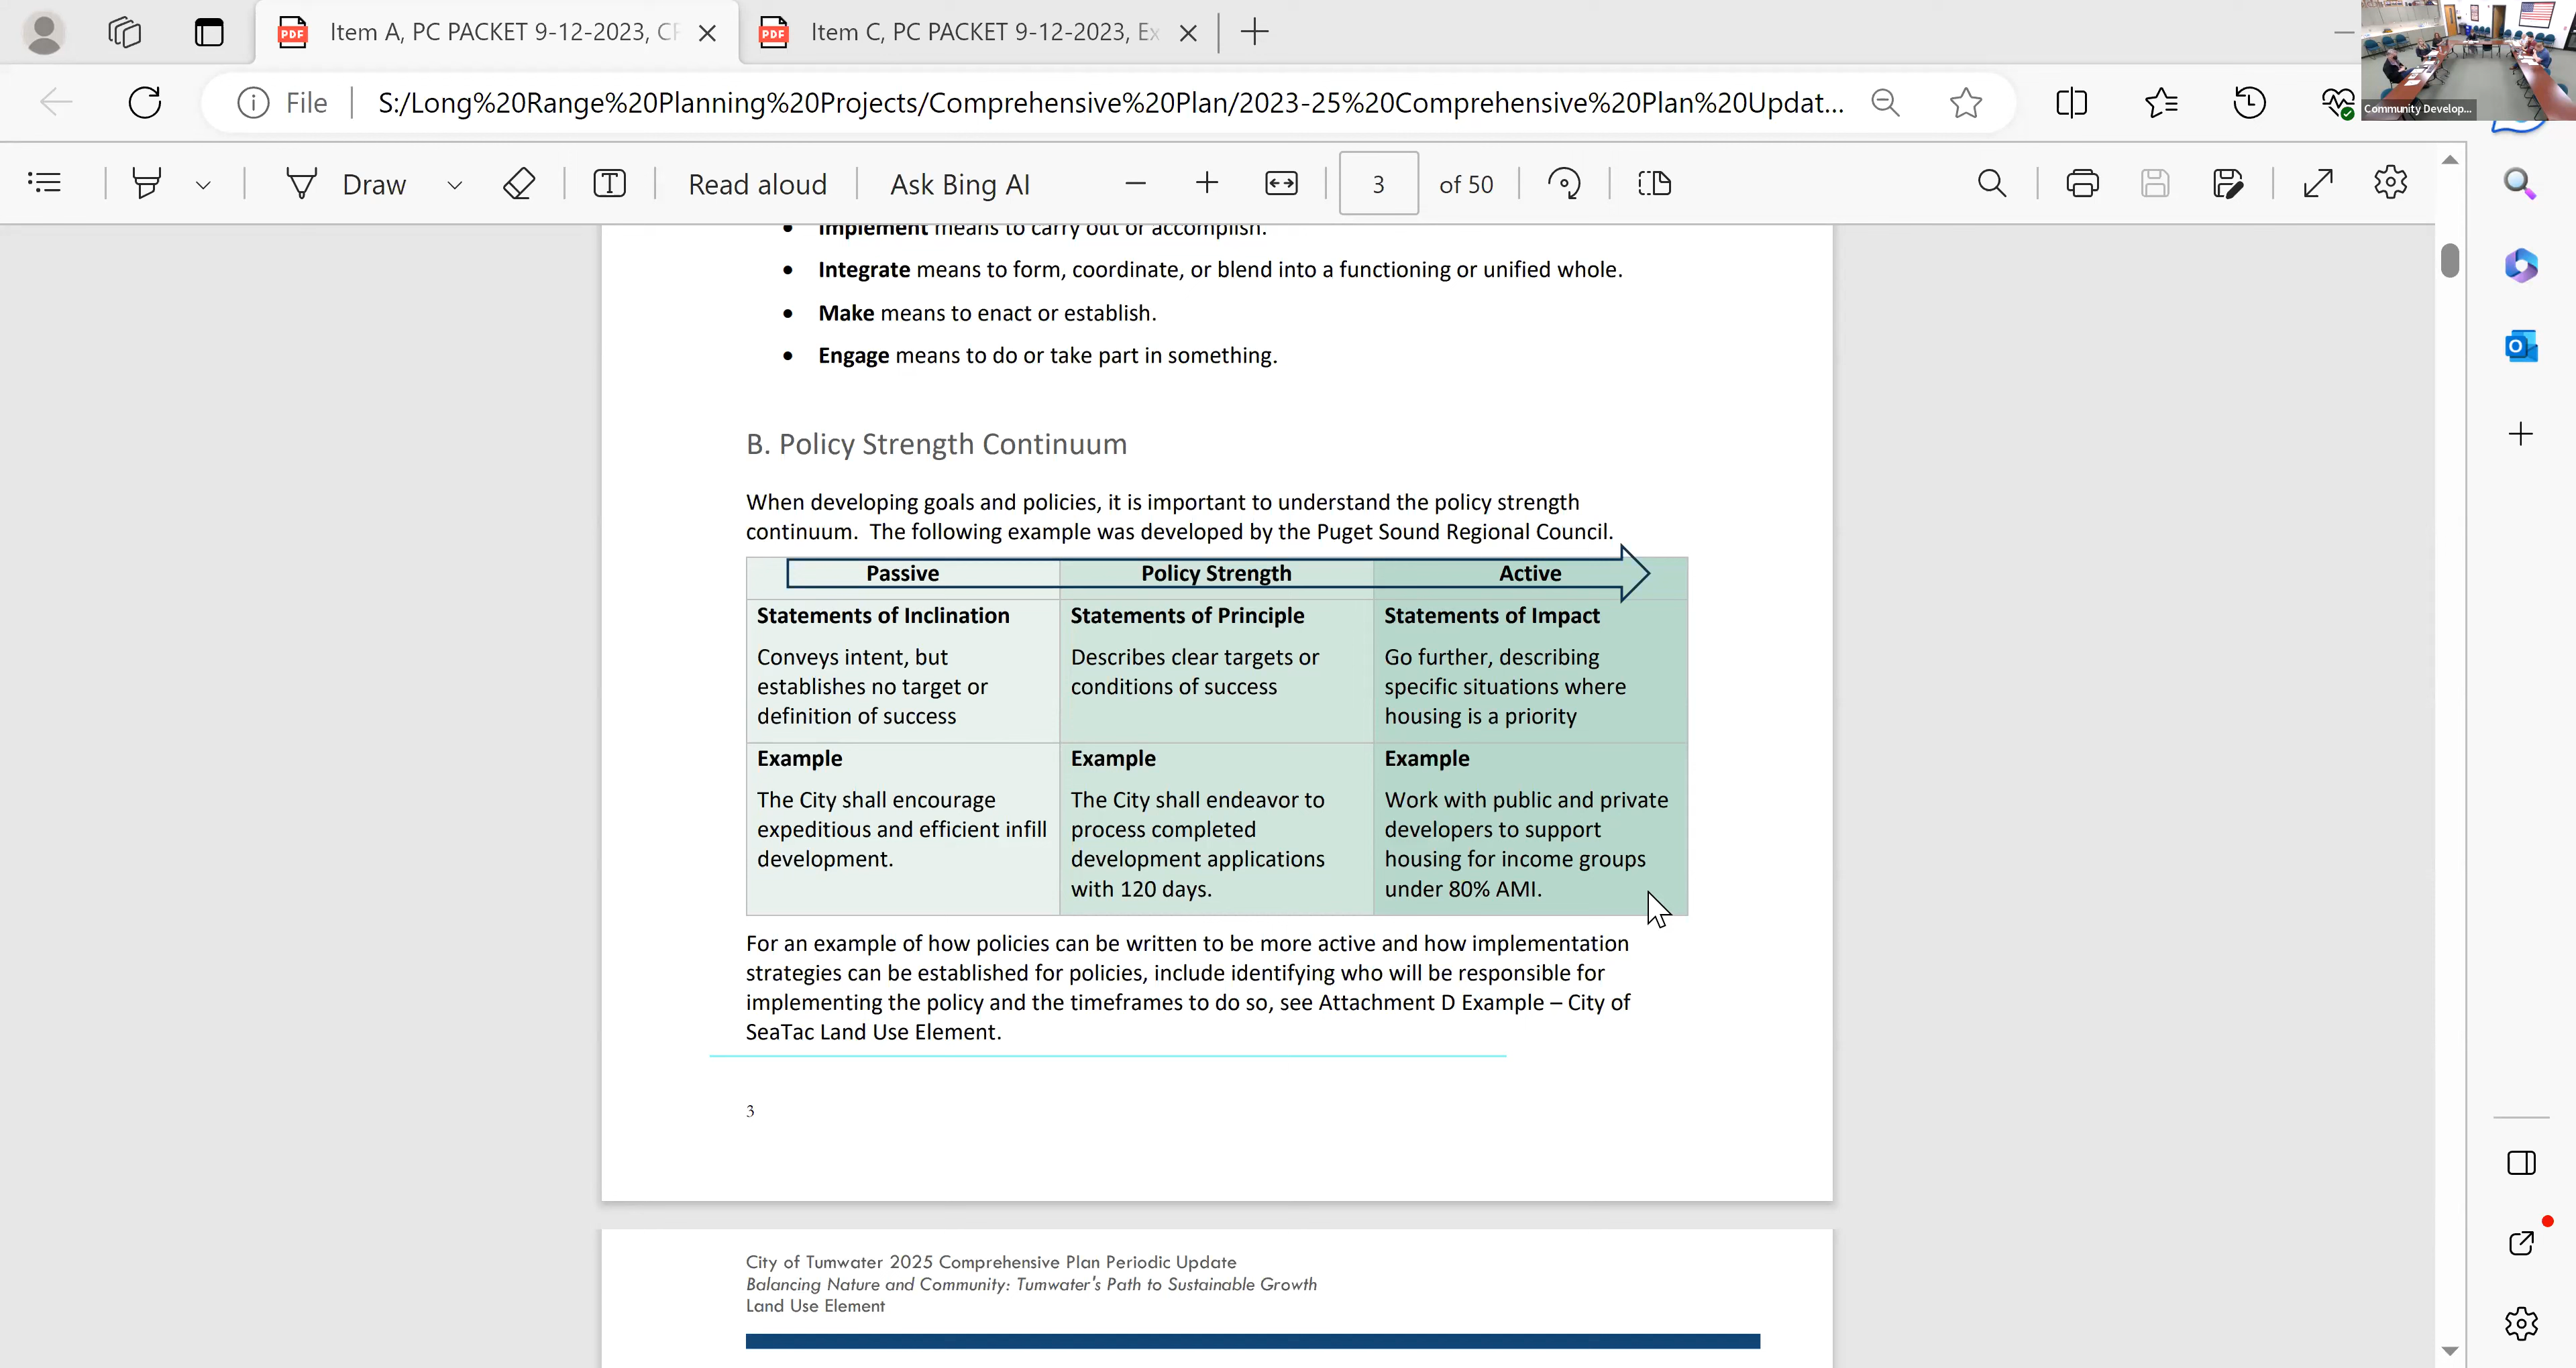 Item A, PC PACKET 9-12-2023, CF
Item C, PC PACKET 9-12-2023, Ex
File
S:/Long%20Range%20Planning%20Projects/Comprehensive%20Plan/2023-25%20Comprehensive%20Plan%20Updat...
Community Develop...
Draw
Read aloud
Ask Bing AI
3
of 50
• Implement means to carry out or accomplish.
• Integrate means to form, coordinate, or blend into a functioning or unified whole.
• Make means to enact or establish.
• Engage means to do or take part in something.
B. Policy Strength Continuum
When developing goals and policies, it is important to understand the policy strength
continuum. The following example was developed by the Puget Sound Regional Council.
Passive
Policy Strength
Active
Statements of Inclination
Conveys intent, but
establishes no target or
definition of success
Statements of Principle
Describes clear targets or
conditions of success
Statements of Impact
Go further, describing
specific situations where
housing is a priority
Example
The City shall encourage
expeditious and efficient infill
development.
Example
The City shall endeavor to
process completed
development applications
with 120 days.
Example
Work with public and private
developers to support
housing for income groups
under 80% AMI.
For an example of how policies can be written to be more active and how implementation
strategies can be established for policies, include identifying who will be responsible for
implementing the policy and the timeframes to do so, see Attachment D Example – City of
SeaTac Land Use Element.
3
City of Tumwater 2025 Comprehensive Plan Periodic Update
Balancing Nature and Community: Tumwater's Path to Sustainable Growth
Land Use Element